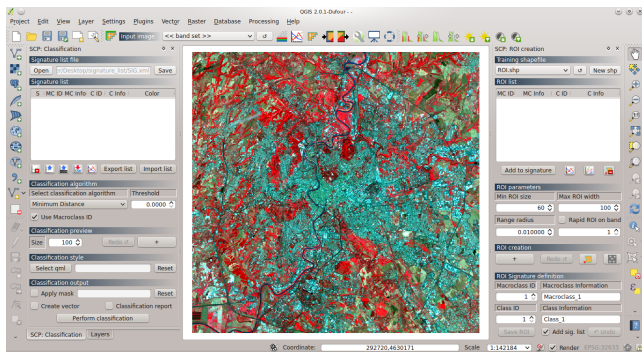 QGIS 2.0.1-Dufour - -
Project Edit View Layer Settings Plugins Vector Raster Database Processing Help
Input image << band set >>
SCP: Classification
Signature list file
Open e/Desktop/signature_list/SIG.xml Save
Signature list
S MC ID MC Info C ID C Info Color
Export list Import list
Classification algorithm
Select classification algorithm Threshold
Minimum Distance 0.0000
Use Macroclass ID
Classification preview
Size 100 Redo +
Classification style
Select qml Reset
Classification output
Apply mask Reset
Create vector Classification report
Perform classification
SCP: Classification Layers
SCP: ROI creation
Training shapefile
ROI.shp New shp
ROI list
MC ID MC Info C ID C Info
Add to signature
ROI parameters
Min ROI size Max ROI width
60 100
Range radius Rapid ROI on band
0.010000 1
ROI creation
+ Redo
ROI Signature definition
Macroclass ID Macroclass Information
1 Macroclass_1
Class ID Class Information
1 Class_1
Save ROI Add sig. list Undo
Coordinate: 292720,4630171 Scale 1:142184 Render EPSG:32633